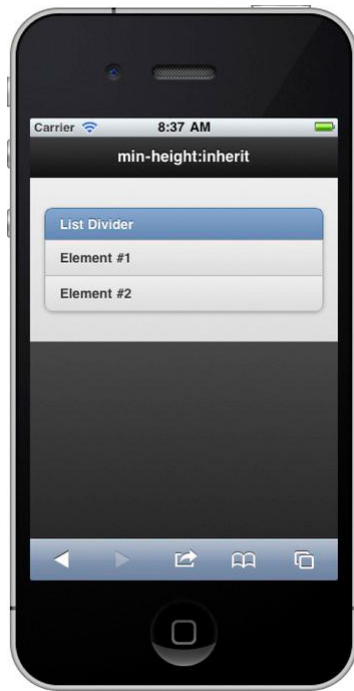 Carrier 8:37 AM
min-height:inherit
List Divider
Element #1
Element #2